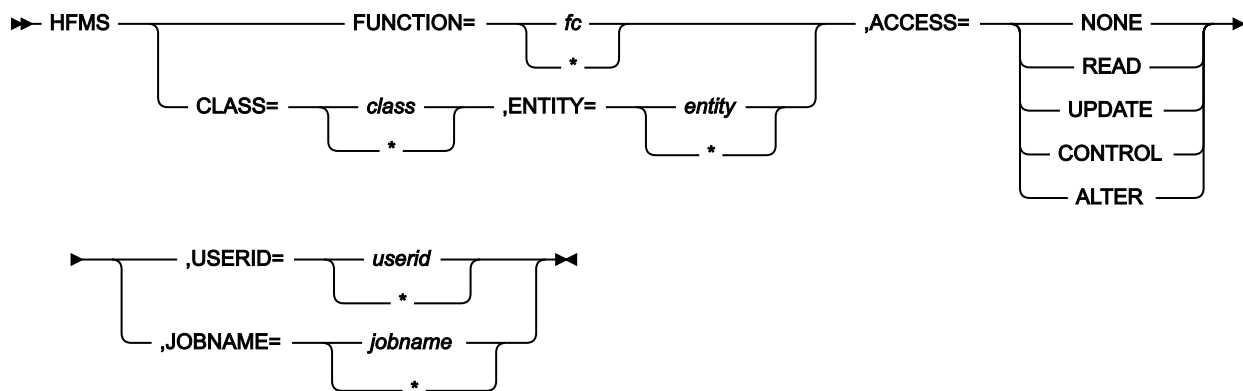 HFMS FUNCTION= fc ,ACCESS= NONE
* READ
CLASS= class ,ENTITY= entity UPDATE
* * CONTROL
ALTER
,USERID= userid
*
,JOBNAME= jobname
*